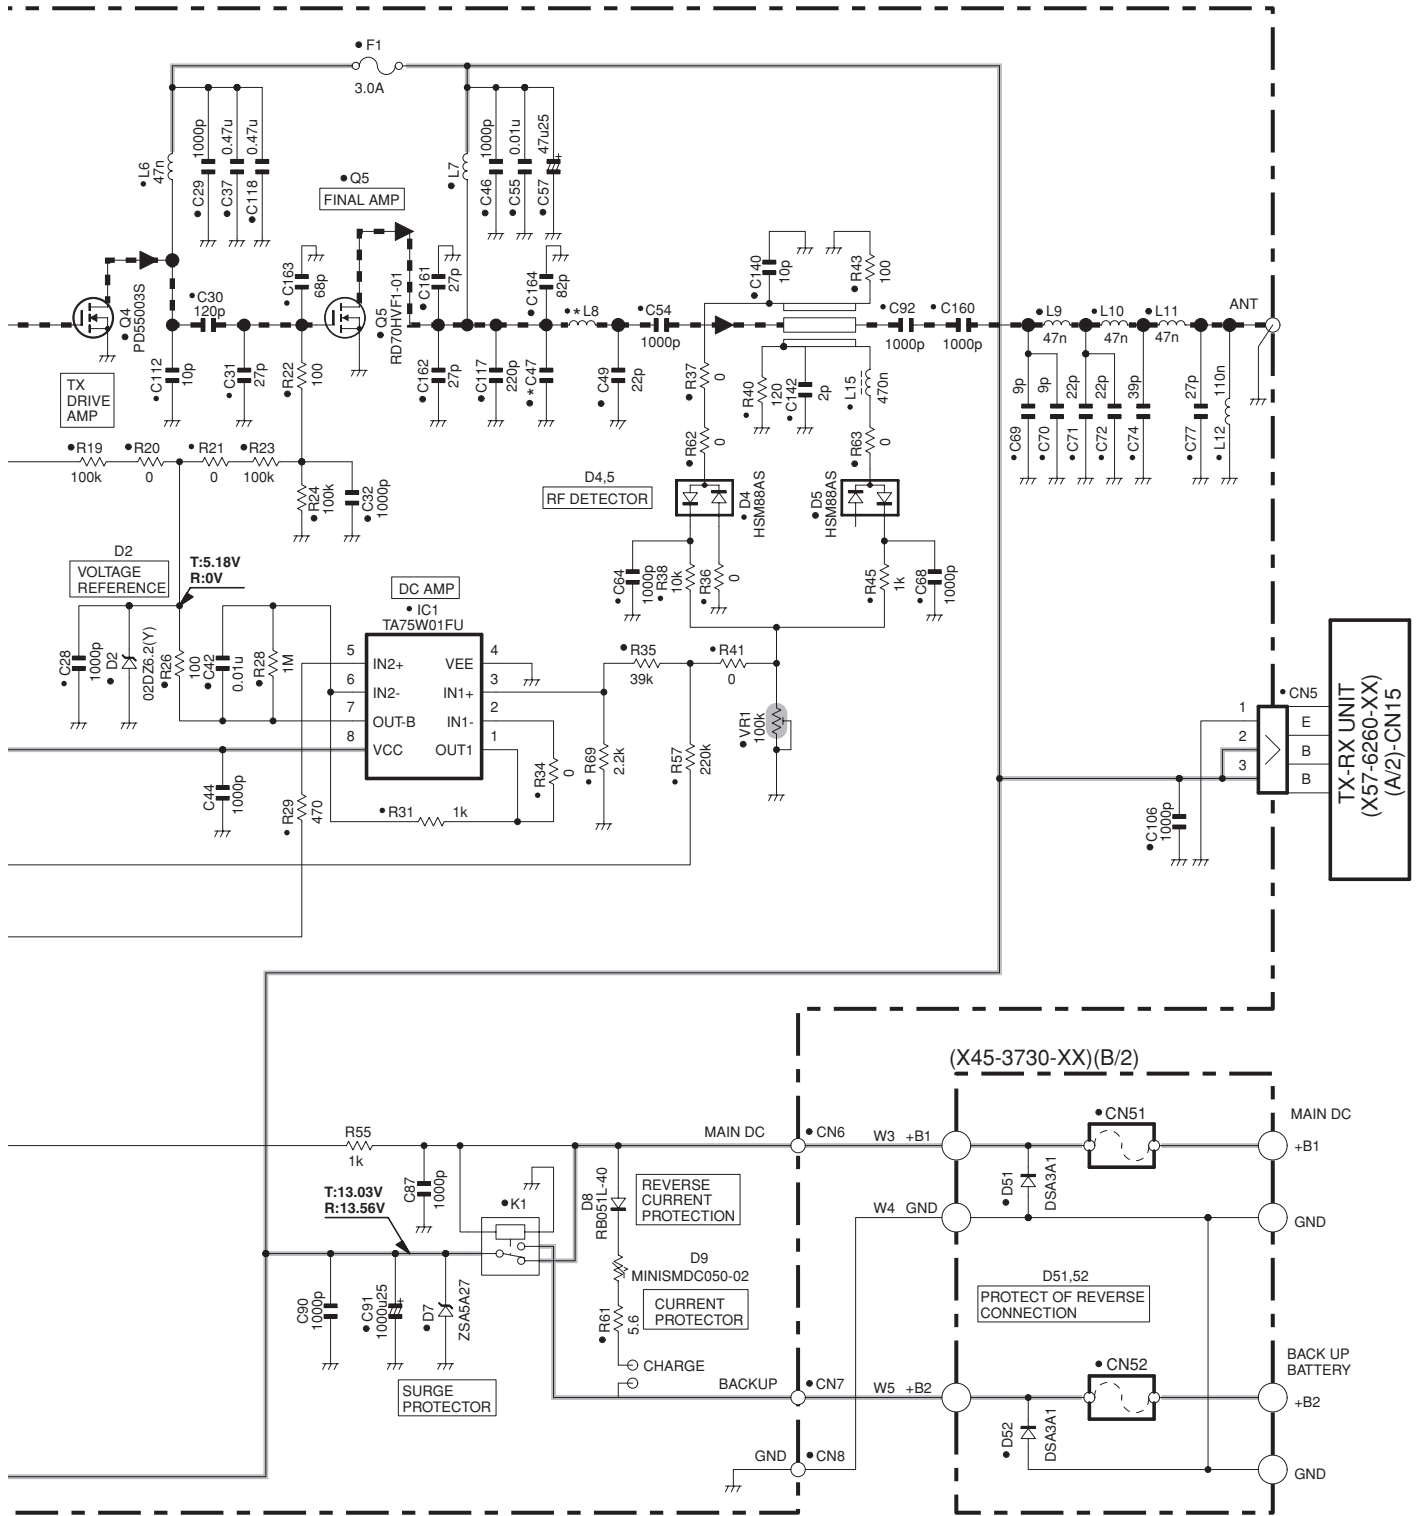 F1
3.0A
L6
47n
C29
1000p
C37
0.47u
C118
0.47u
Q5
FINAL AMP
L7
C46
1000p
C55
0.01u
C57
47u25
Q4
PD55003S
C30
120p
C163
68p
Q5
RD70HVF1-01
C161
27p
C164
82p
* L8
C54
1000p
C140
10p
R43
100
C92
1000p
C160
1000p
L9
47n
L10
47n
L11
47n
ANT
TX
DRIVE
AMP
C112
10p
C31
27p
R22
100
C162
27p
C117
220p
* C47
C49
22p
R37
0
R40
120
C142
2p
L15
470n
C69
9p
C70
9p
C71
22p
C72
22p
C74
39p
C77
27p
L12
110n
R19
100k
R20
0
R21
0
R23
100k
R24
100k
C32
1000p
R62
0
R63
0
D4,5
RF DETECTOR
D4
HSM88AS
D5
HSM88AS
D2
VOLTAGE
REFERENCE
T:5.18V
R:0V
DC AMP
IC1
TA75W01FU
C64
1000p
R38
10k
R36
0
R45
1k
C68
1000p
C28
1000p
D2
02DZ6.2(Y)
R26
100
C42
0.01u
R28
1M
5 IN2+ VEE 4
6 IN2- IN1+ 3
7 OUT-B IN1- 2
8 VCC OUT1 1
R35
39k
R41
0
VR1
100k
R69
2.2k
R57
220k
R34
0
C44
1000p
R29
470
R31 1k
CN5
1 E
2 B
3 B
C106
1000p
TX-RX UNIT
(X57-6260-XX)
(A/2)-CN15
(X45-3730-XX)(B/2)
R55
1k
MAIN DC
CN6
W3 +B1
CN51
MAIN DC
+B1
T:13.03V
R:13.56V
C87
1000p
K1
D8
RB051L-40
REVERSE
CURRENT
PROTECTION
W4 GND
D51
DSA3A1
GND
D9
MINISMDC050-02
CURRENT
PROTECTOR
D51,52
PROTECT OF REVERSE
CONNECTION
C90
1000p
C91
1000u25
D7
ZSA5A27
R61
5.6
CHARGE
SURGE
PROTECTOR
BACKUP
CN7
W5 +B2
CN52
BACK UP
BATTERY
+B2
D52
DSA3A1
GND
CN8
GND